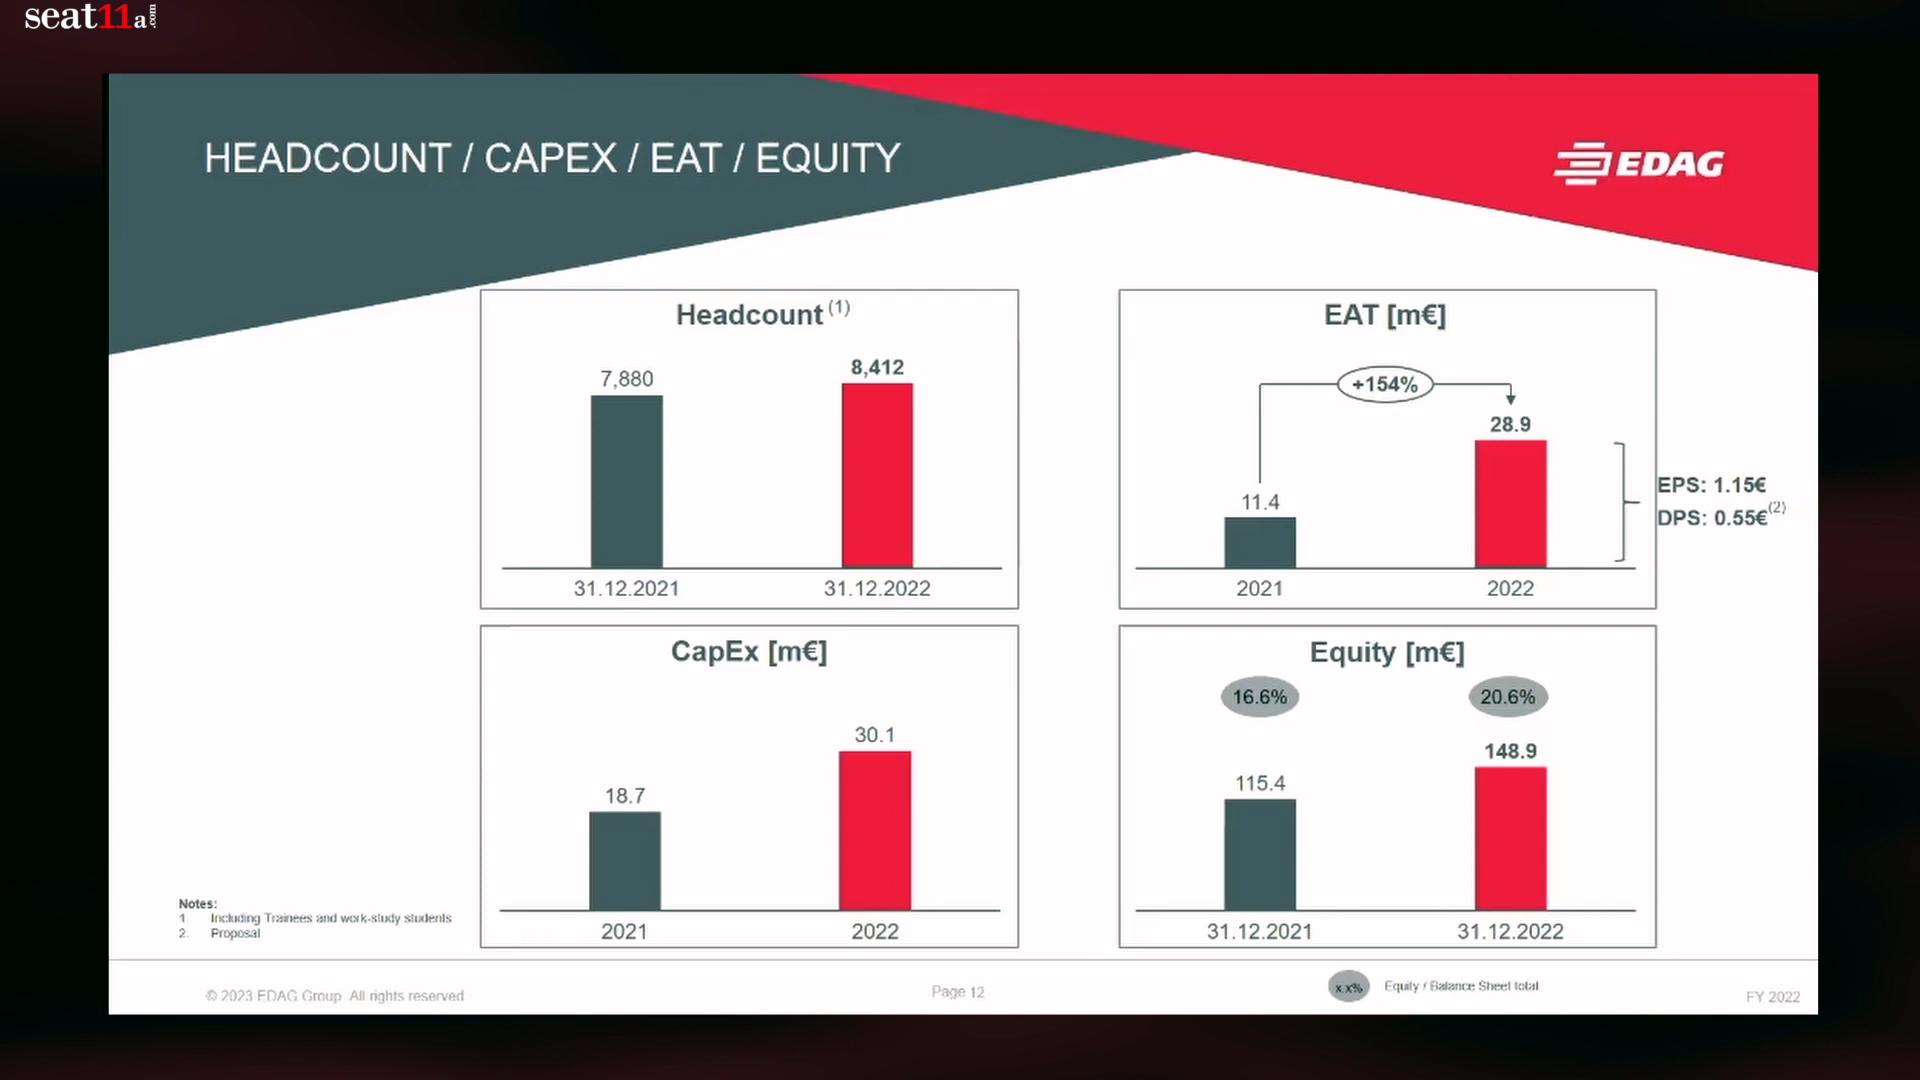 seat11a.com
HEADCOUNT / CAPEX / EAT / EQUITY
EDAG
Headcount (1)
7,880
8,412
31.12.2021
31.12.2022
EAT [m€]
+154%
28.9
11.4
2021
2022
EPS: 1.15€
DPS: 0.55€(2)
CapEx [m€]
30.1
18.7
2021
2022
Equity [m€]
16.6%
20.6%
148.9
115.4
31.12.2021
31.12.2022
Notes:
1. Including Trainees and work-study students
2. Proposal
x.x% Equity / Balance Sheet total
© 2023 EDAG Group. All rights reserved
Page 12
FY 2022